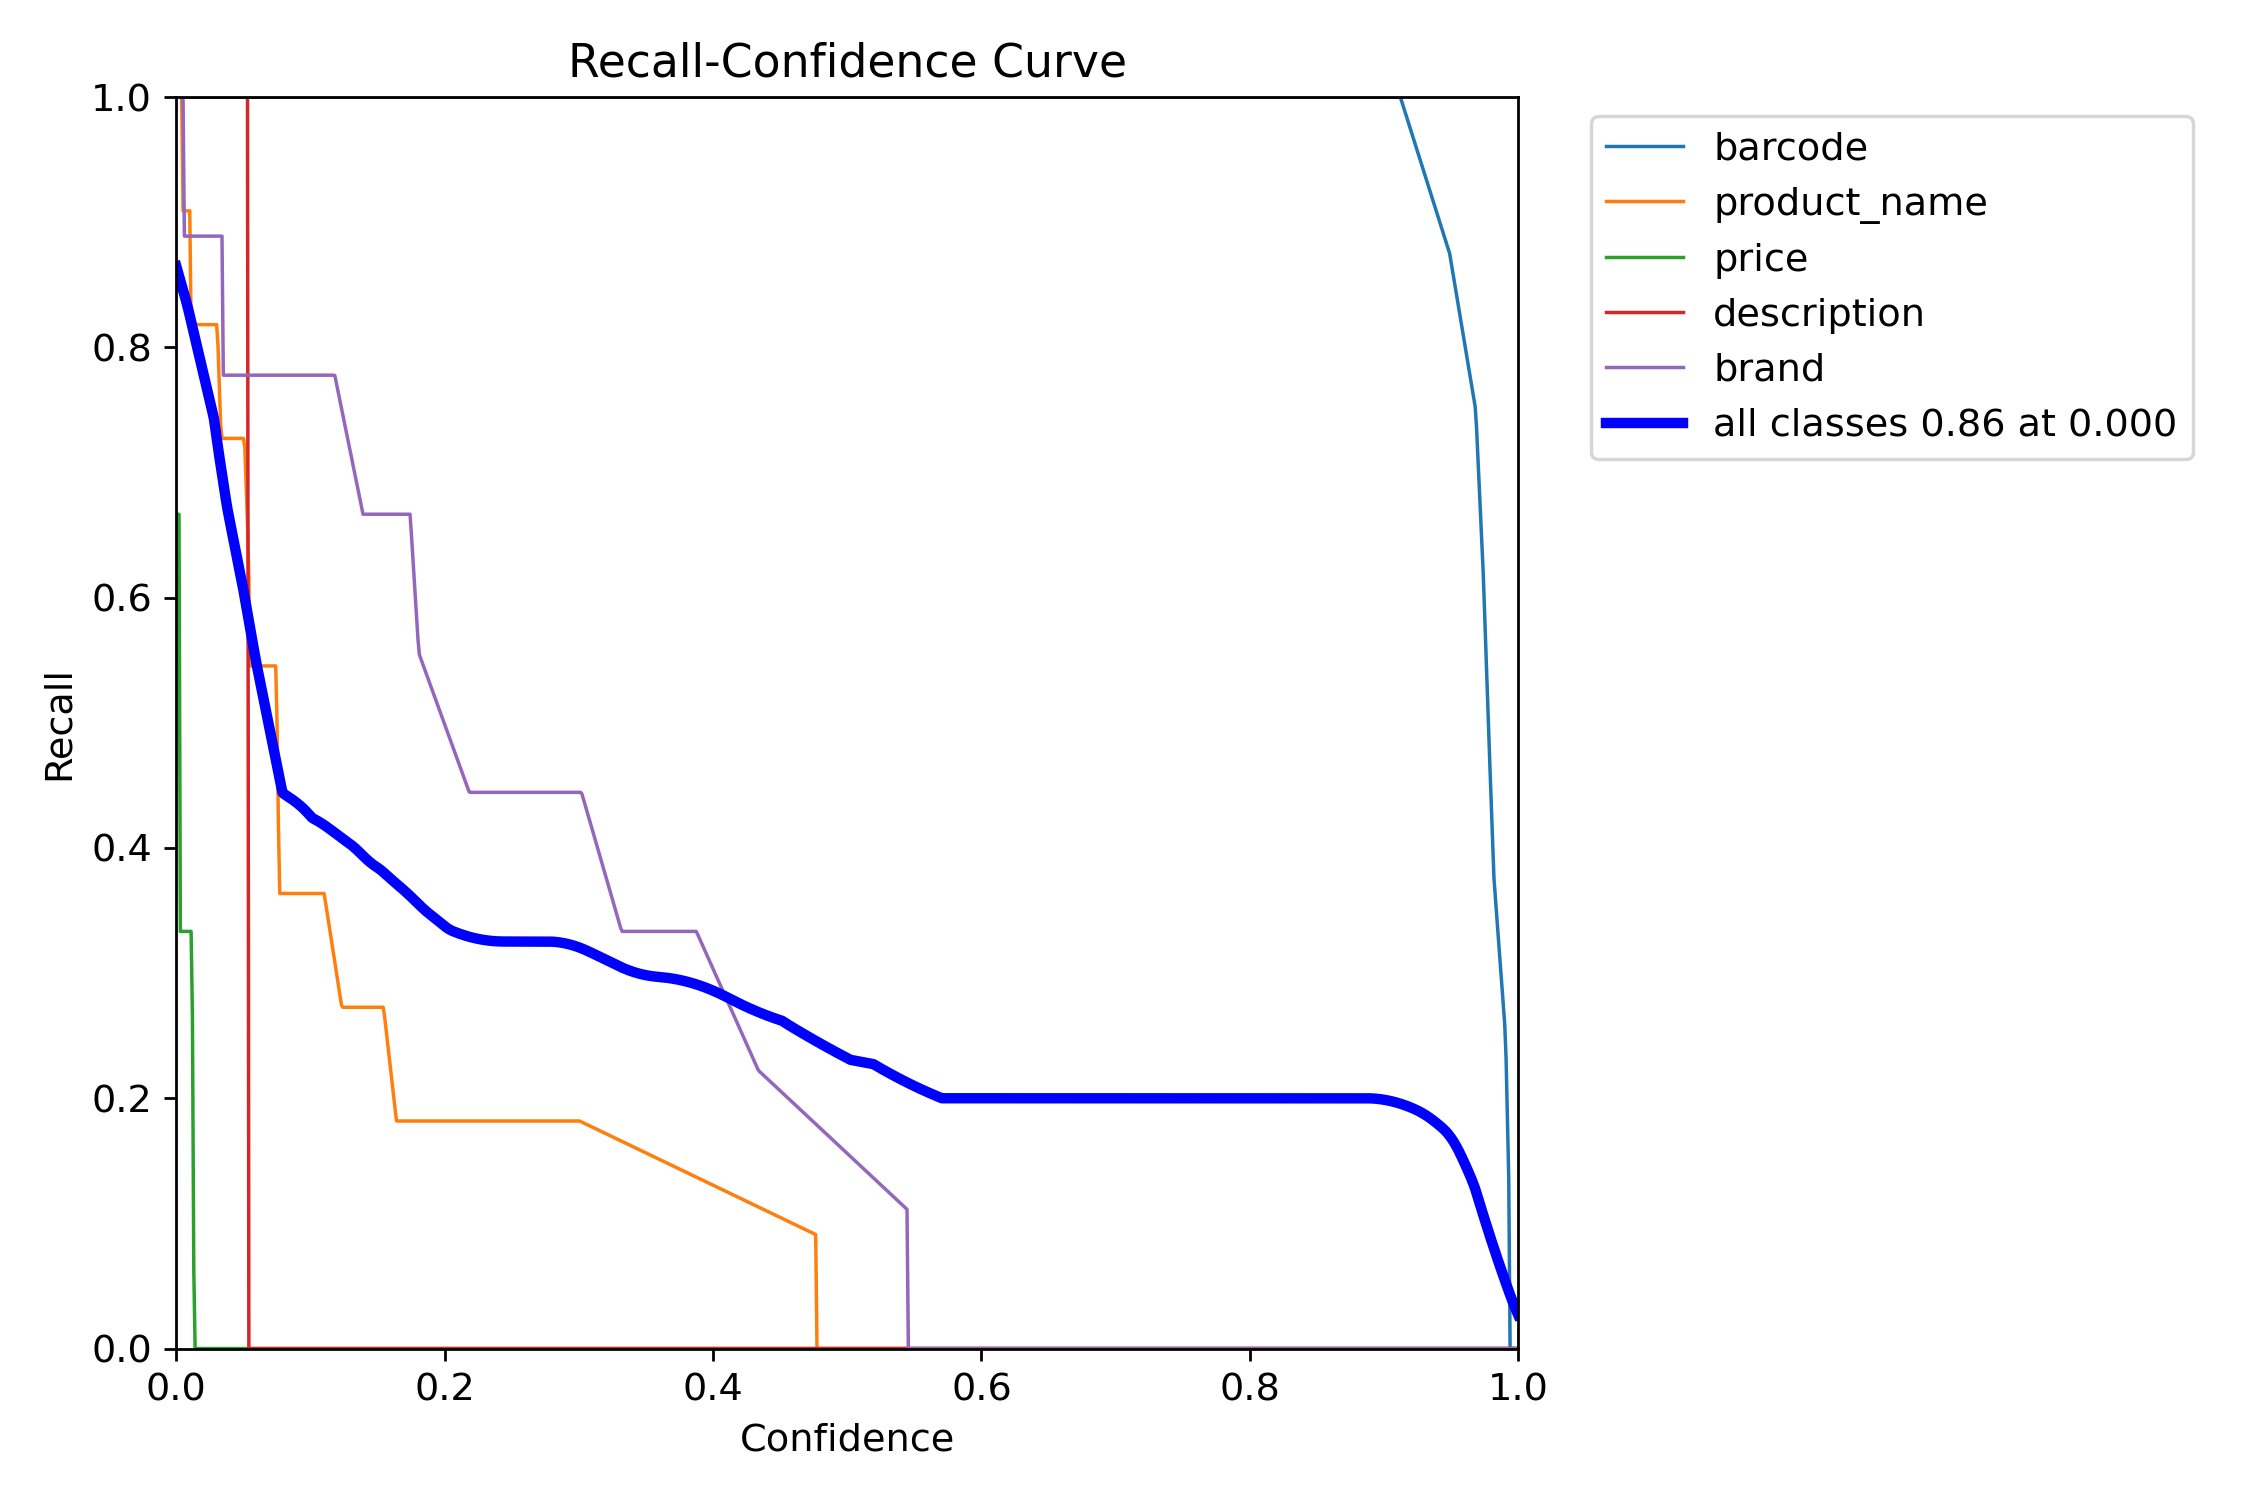 Recall-Confidence Curve
1.0
0.8
0.6
0.4
0.2
0.0
Recall
0.0 0.2 0.4 0.6 0.8 1.0
Confidence
barcode
product_name
price
description
brand
all classes 0.86 at 0.000